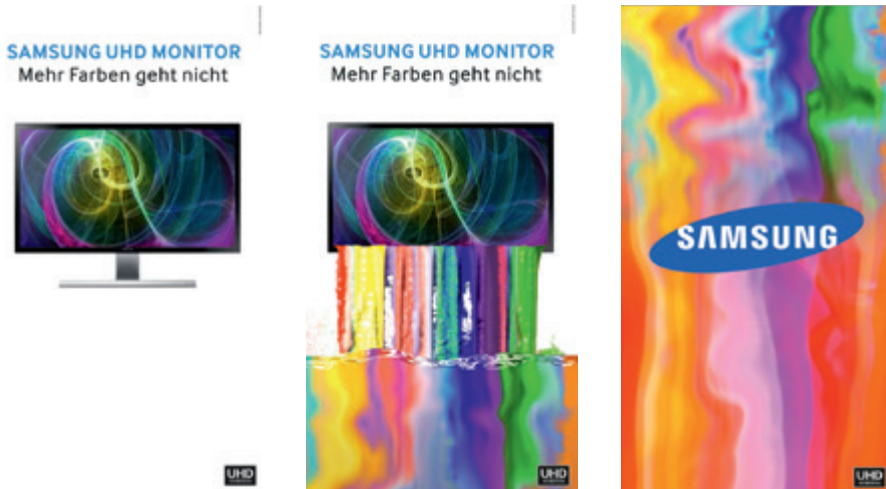 SAMSUNG UHD MONITOR
Mehr Farben geht nicht
UHD
SAMSUNG UHD MONITOR
Mehr Farben geht nicht
UHD
SAMSUNG
UHD